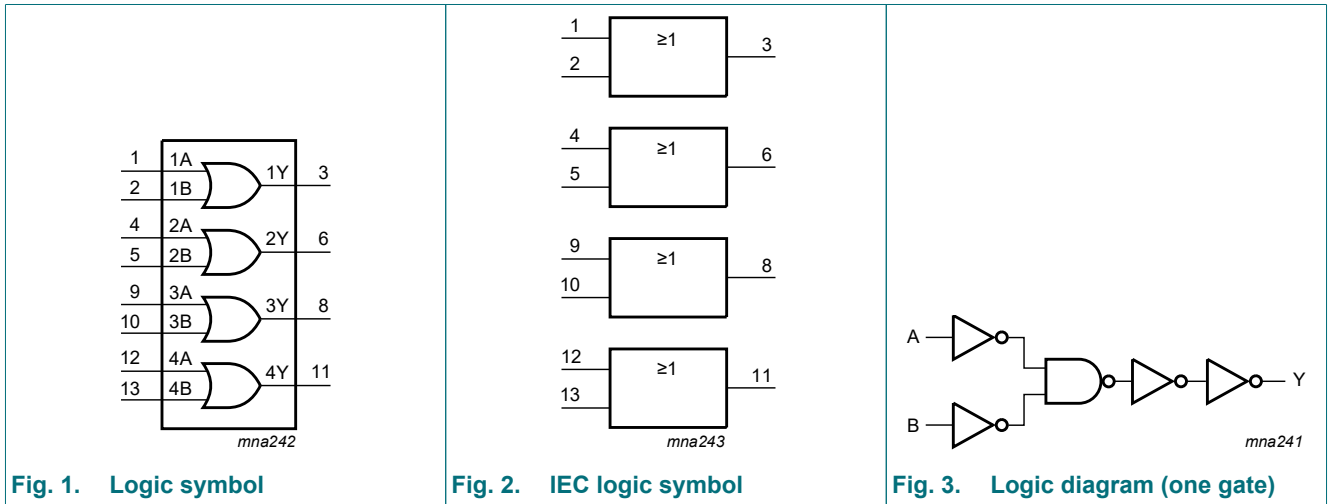 1 1A 1Y 3
2 1B
4 2A 2Y 6
5 2B
9 3A 3Y 8
10 3B
12 4A 4Y 11
13 4B
mna242
Fig. 1. Logic symbol
1 ≥1 3
2
4 ≥1 6
5
9 ≥1 8
10
12 ≥1 11
13
mna243
Fig. 2. IEC logic symbol
A
Y
B
mna241
Fig. 3. Logic diagram (one gate)